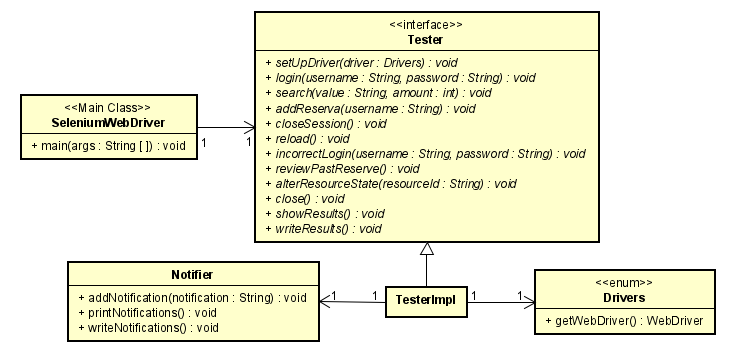 <<interface>>
Tester
+ setUpDriver(driver : Drivers) : void
+ login(username : String, password : String) : void
+ search(value : String, amount : int) : void
+ addReserva(username : String) : void
+ closeSession() : void
+ reload() : void
+ incorrectLogin(username : String, password : String) : void
+ reviewPastReserve() : void
+ alterResourceState(resourceId : String) : void
+ close() : void
+ showResults() : void
+ writeResults() : void
<<Main Class>>
SeleniumWebDriver
+ main(args : String [ ]) : void
1
1
Notifier
+ addNotification(notification : String) : void
+ printNotifications() : void
+ writeNotifications() : void
1
1
TesterImpl
1
1
<<enum>>
Drivers
+ getWebDriver() : WebDriver